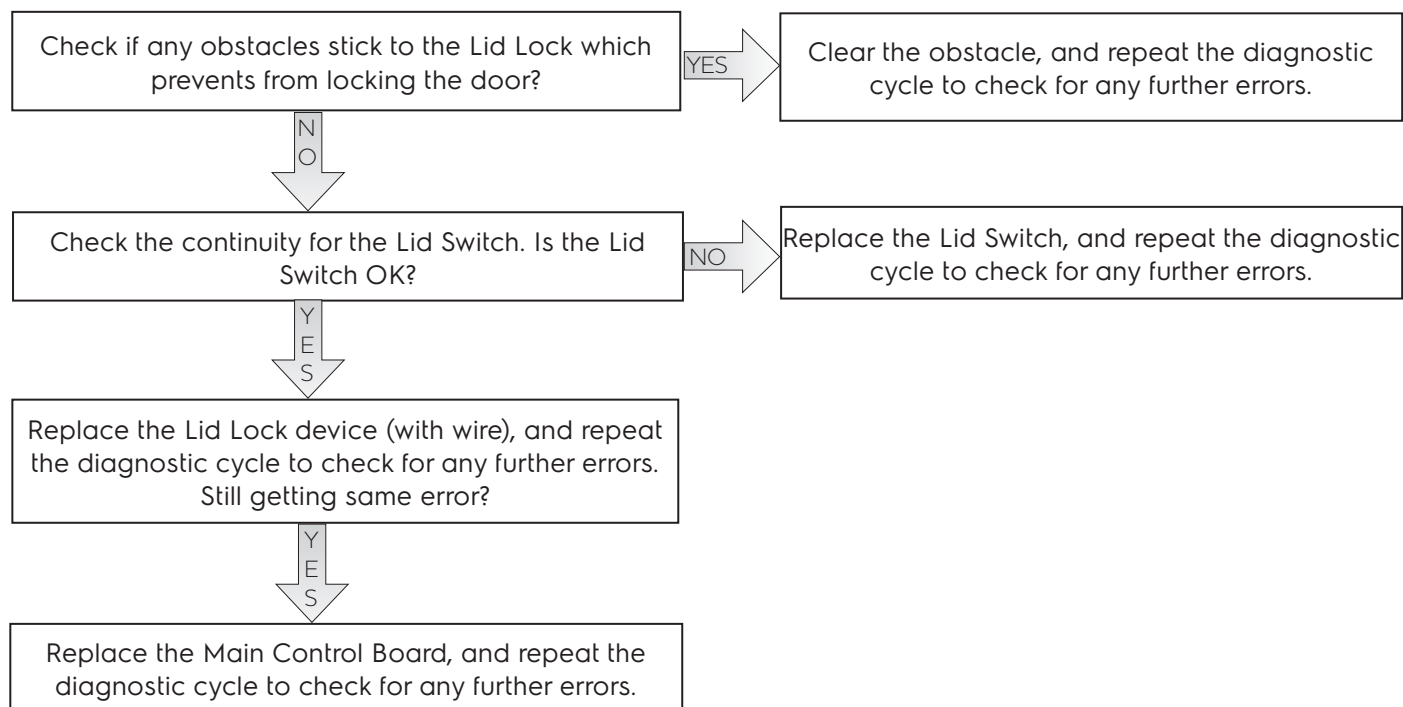 Check if any obstacles stick to the Lid Lock which
prevents from locking the door?
YES
Clear the obstacle, and repeat the diagnostic
cycle to check for any further errors.
NO
Check the continuity for the Lid Switch. Is the Lid
Switch OK?
NO
Replace the Lid Switch, and repeat the diagnostic
cycle to check for any further errors.
YES
Replace the Lid Lock device (with wire), and repeat
the diagnostic cycle to check for any further errors.
Still getting same error?
YES
Replace the Main Control Board, and repeat the
diagnostic cycle to check for any further errors.